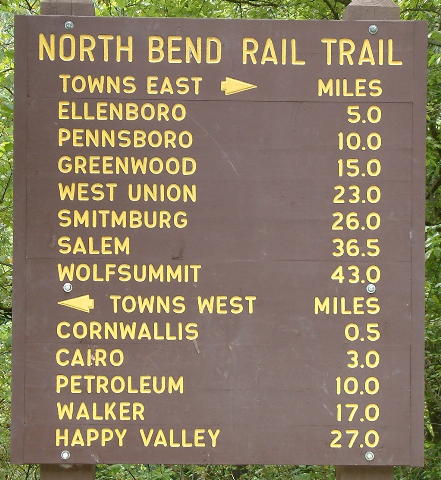 NORTH BEND RAIL TRAIL
TOWNS EAST MILES
ELLENBORO 5.0
PENNSBORO 10.0
GREENWOOD 15.0
WEST UNION 23.0
SMITMBURG 26.0
SALEM 36.5
WOLFSUMMIT 43.0
TOWNS WEST MILES
CORNWALLIS 0.5
CAIRO 3.0
PETROLEUM 10.0
WALKER 17.0
HAPPY VALLEY 27.0